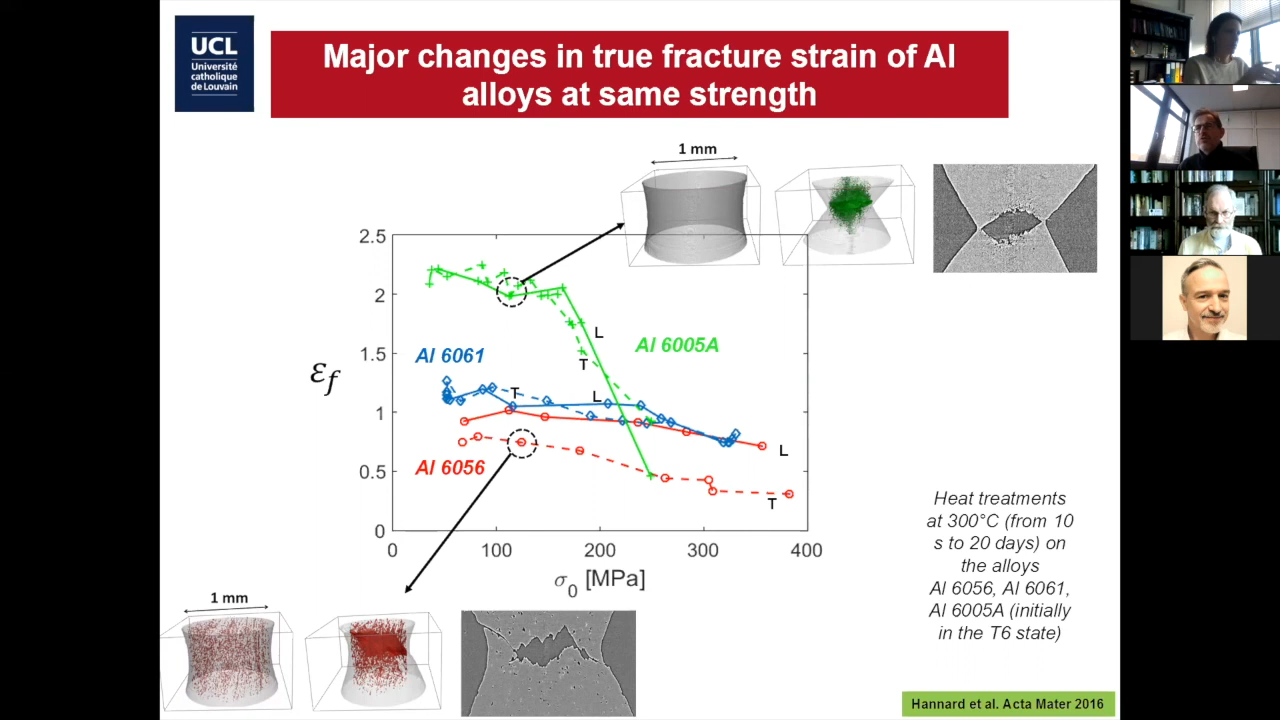 UCL
Université
catholique
de Louvain
Major changes in true fracture strain of Al
alloys at same strength
1 mm
2.5
2
1.5
1
0.5
0
εf
Al 6061
Al 6005A
Al 6056
L
T
T
L
L
T
0
100
200
300
400
σ0 [MPa]
1 mm
Heat treatments
at 300°C (from 10
s to 20 days) on
the alloys
Al 6056, Al 6061,
Al 6005A (initially
in the T6 state)
Hannard et al. Acta Mater 2016